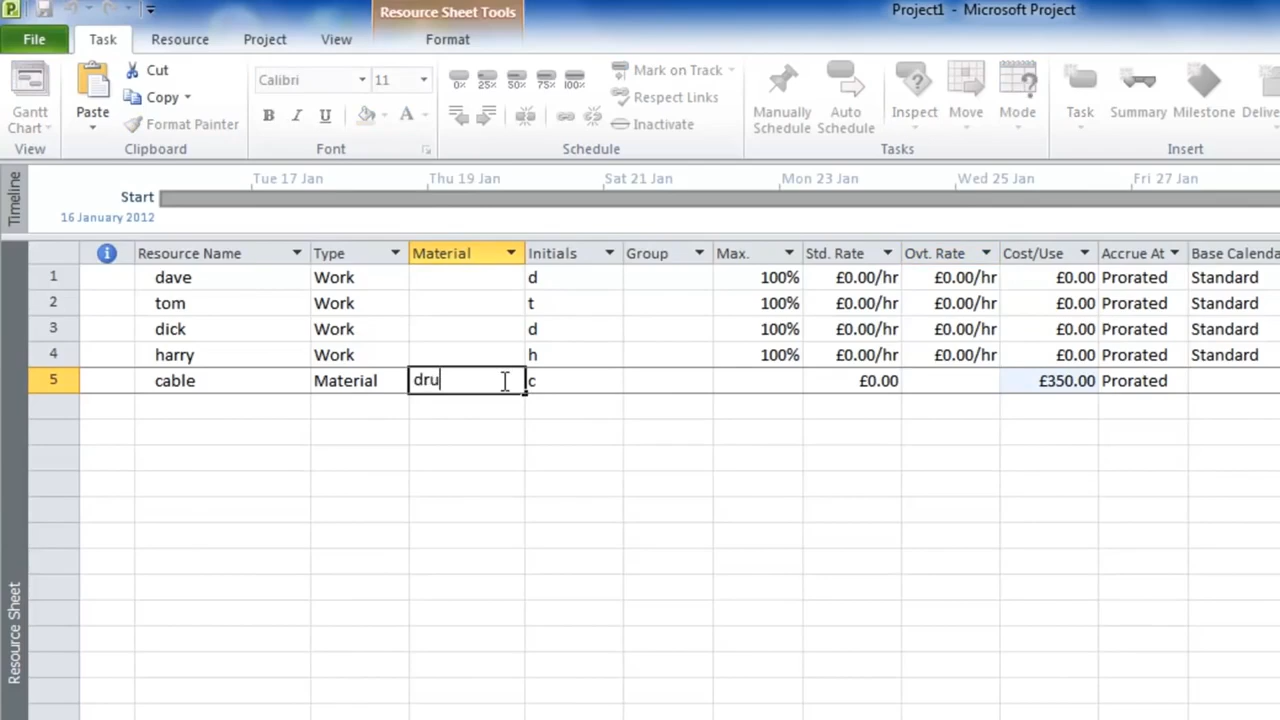 Resource Sheet Tools
Project1 - Microsoft Project
File Task Resource Project View Format
Gantt Chart
View
Paste
Cut
Copy
Format Painter
Clipboard
Calibri 11
B I U A
Font
0% 25% 50% 75% 100%
Mark on Track
Respect Links
Inactivate
Schedule
Manually Schedule
Auto Schedule
Inspect
Move
Mode
Tasks
Task
Summary
Milestone
Delive
Insert
Timeline
Tue 17 Jan Thu 19 Jan Sat 21 Jan Mon 23 Jan Wed 25 Jan Fri 27 Jan
Start
16 January 2012
Resource Name Type Material Initials Group Max. Std. Rate Ovt. Rate Cost/Use Accrue At Base Calenda
1 dave Work d 100% £0.00/hr £0.00/hr £0.00 Prorated Standard
2 tom Work t 100% £0.00/hr £0.00/hr £0.00 Prorated Standard
3 dick Work d 100% £0.00/hr £0.00/hr £0.00 Prorated Standard
4 harry Work h 100% £0.00/hr £0.00/hr £0.00 Prorated Standard
5 cable Material dru c £0.00 £350.00 Prorated
Resource Sheet